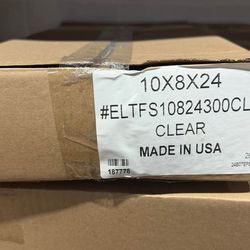 10X8X24
#ELTFS10824300CL
CLEAR
MADE IN USA
187778